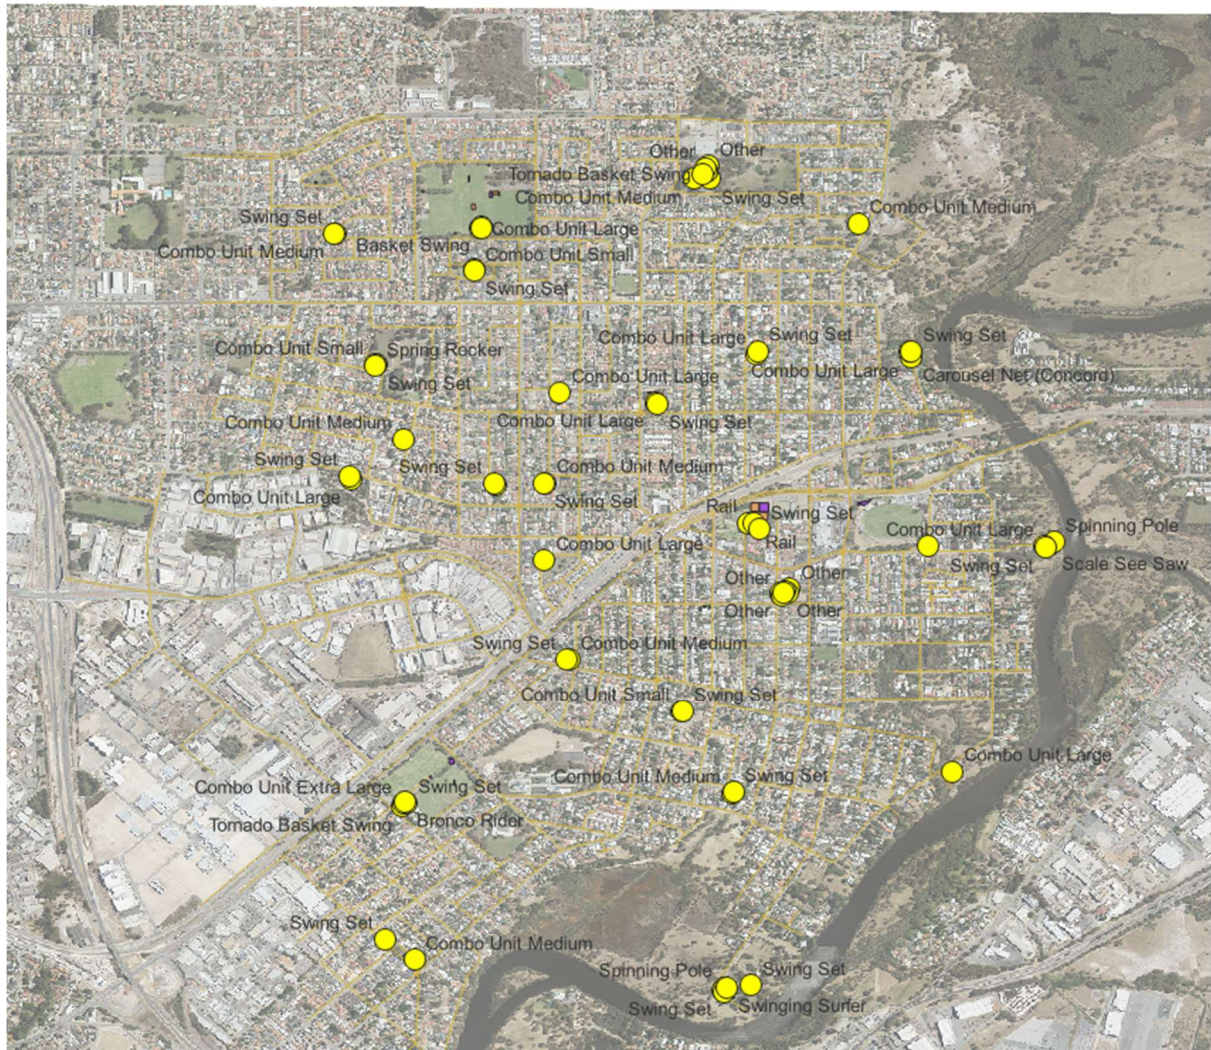 Other
Other
Tornado Basket Swing
Combo Unit Medium
Swing Set
Combo Unit Medium
Swing Set
Combo Unit Large
Combo Unit Medium
Basket Swing
Combo Unit Small
Swing Set
Combo Unit Large
Swing Set
Swing Set
Combo Unit Small
Spring Rocker
Combo Unit Large
Carousel Net (Concord)
Swing Set
Combo Unit Large
Combo Unit Large
Swing Set
Combo Unit Medium
Swing Set
Swing Set
Combo Unit Medium
Combo Unit Large
Swing Set
Rail
Swing Set
Rail
Combo Unit Large
Spinning Pole
Combo Unit Large
Swing Set
Scale See Saw
Other
Other
Other
Other
Swing Set
Combo Unit Medium
Combo Unit Small
Swing Set
Combo Unit Large
Combo Unit Medium
Swing Set
Combo Unit Extra Large
Swing Set
Tornado Basket Swing
Bronco Rider
Swing Set
Combo Unit Medium
Spinning Pole
Swing Set
Swing Set
Swinging Surfer